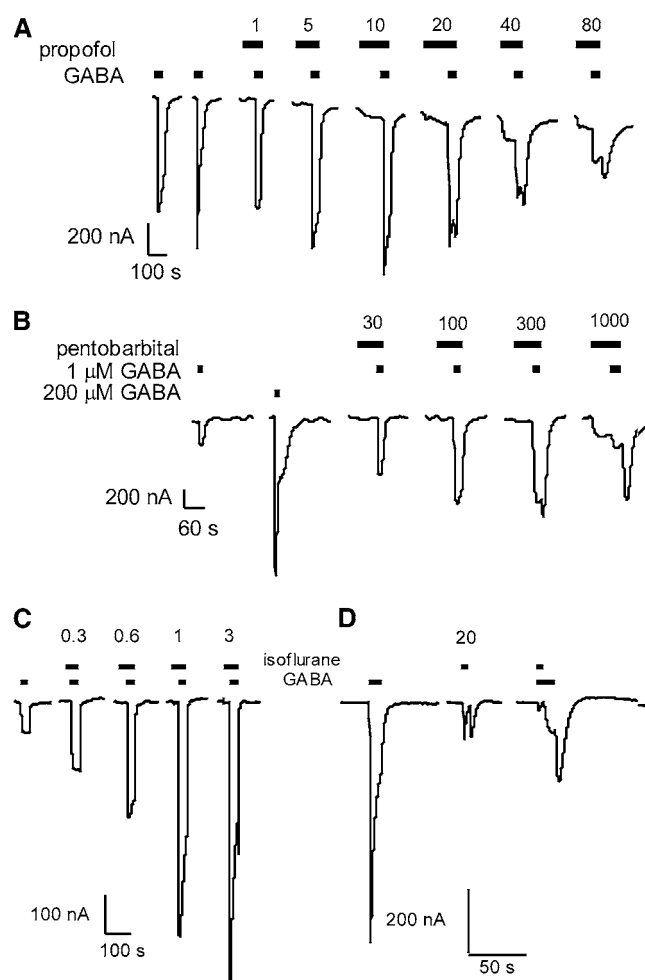 A
1 5 10 20 40 80
propofol
GABA
200 nA
100 s
B
30 100 300 1000
pentobarbital
1 μM GABA
200 μM GABA
200 nA
60 s
C
0.3 0.6 1 3
100 nA
100 s
D
20
isoflurane
GABA
200 nA
50 s